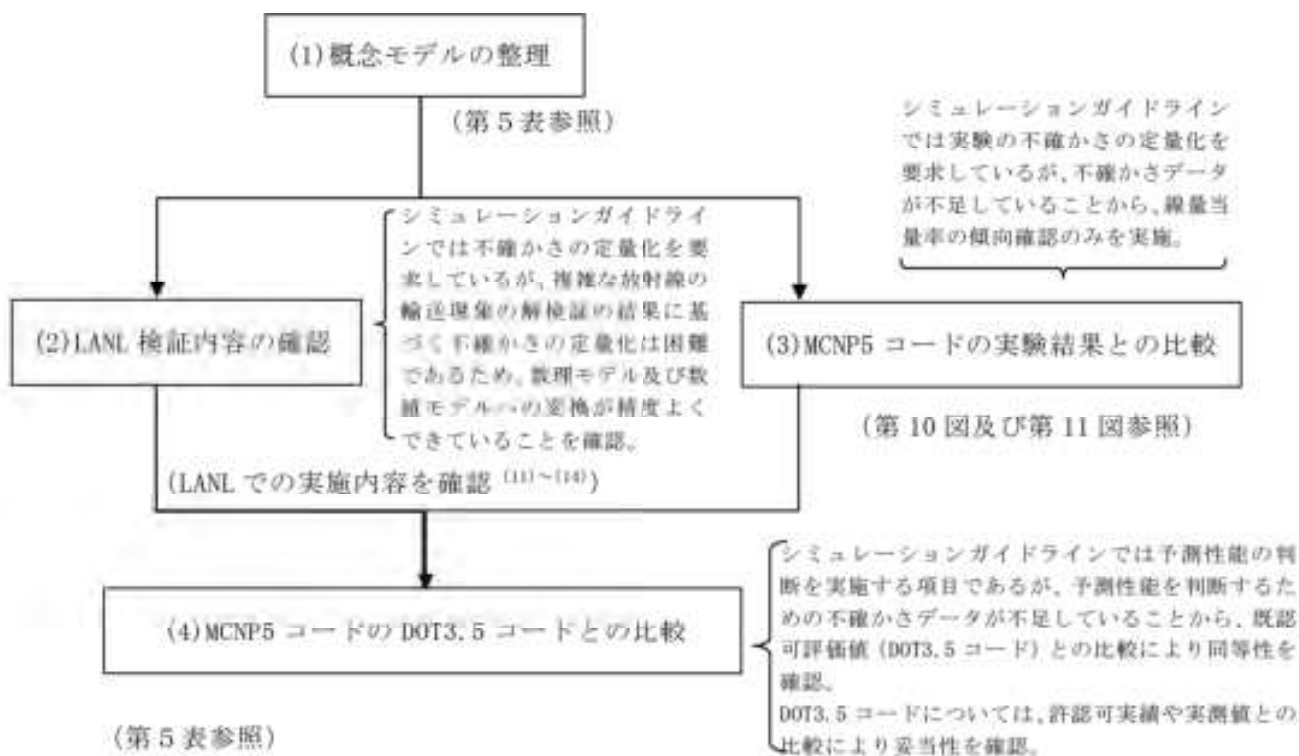 (1)概念モデルの整理
(第5表参照)
シミュレーションガイドライン
では実験の不確かさの定量化を
要求しているが、不確かさデータ
が不足していることから、線量当
量率の傾向確認のみを実施。
シミュレーションガイドライ
ンでは不確かさの定量化を要
求しているが、複雑な放射線の
輸送現象の解検証の結果に基
づく不確かさの定量化は困難
であるため、数理モデル及び数
値モデルへの変換が精度よく
できていることを確認。
(2)LANL 検証内容の確認
(3)MCNP5 コードの実験結果との比較
(第10図及び第11図参照)
(LANL での実施内容を確認 (11)~(14))
(4)MCNP5 コードの DOT3.5 コードとの比較
シミュレーションガイドラインでは予測性能の判
断を実施する項目であるが、予測性能を判断するた
めの不確かさデータが不足していることから、既認
可評価値(DOT3.5 コード)との比較により同等性を
確認。
DOT3.5 コードについては、許認可実績や実測値との
比較により妥当性を確認。
(第5表参照)